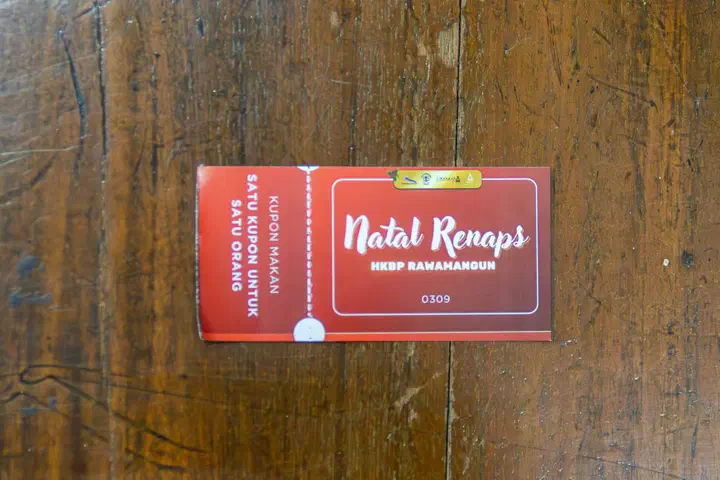 KUPON MAKAN
SATU KUPON UNTUK
SATU ORANG
Natal Renaps
HKBP RAWAMANGUN
0309